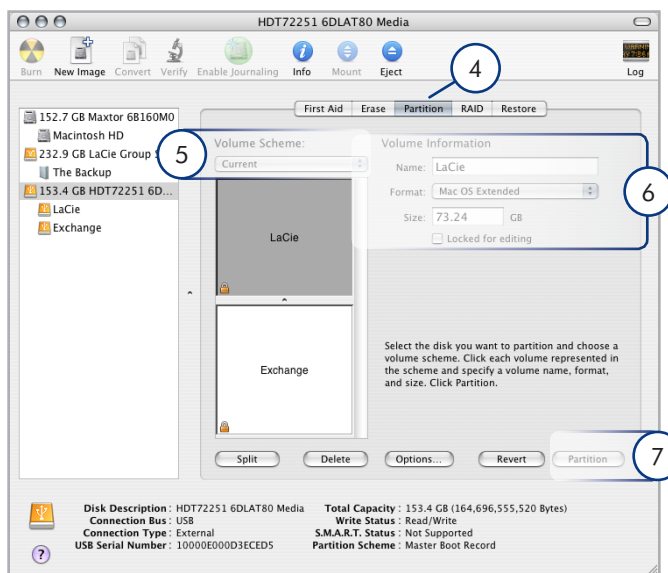 HDT72251 6DLAT80 Media
Burn New Image Convert Verify Enable Journaling Info Mount Eject Log
4
First Aid Erase Partition RAID Restore
152.7 GB Maxtor 6B160M0
Macintosh HD
232.9 GB LaCie Group
The Backup
153.4 GB HDT72251 6D...
LaCie
Exchange
5
Volume Scheme:
Current
LaCie
Exchange
Volume Information
Name: LaCie
Format: Mac OS Extended
Size: 73.24 GB
Locked for editing
6
Select the disk you want to partition and choose a
volume scheme. Click each volume represented in
the scheme and specify a volume name, format,
and size. Click Partition.
Split Delete Options... Revert Partition
7
Disk Description : HDT72251 6DLAT80 Media
Connection Bus : USB
Connection Type : External
USB Serial Number : 10000E000D3ECED5
Total Capacity : 153.4 GB (164,696,555,520 Bytes)
Write Status : Read/Write
S.M.A.R.T. Status : Not Supported
Partition Scheme : Master Boot Record
?